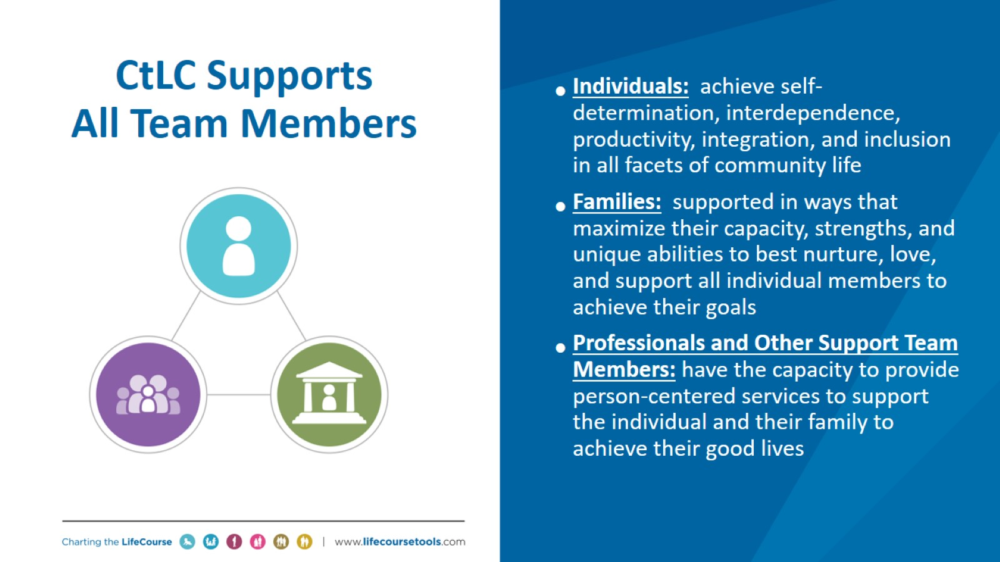 CtLC Supports
All Team Members
Charting the LifeCourse | www.lifecoursetools.com
• Individuals: achieve self-
determination, interdependence,
productivity, integration, and inclusion
in all facets of community life
• Families: supported in ways that
maximize their capacity, strengths, and
unique abilities to best nurture, love,
and support all individual members to
achieve their goals
• Professionals and Other Support Team
Members: have the capacity to provide
person-centered services to support
the individual and their family to
achieve their good lives